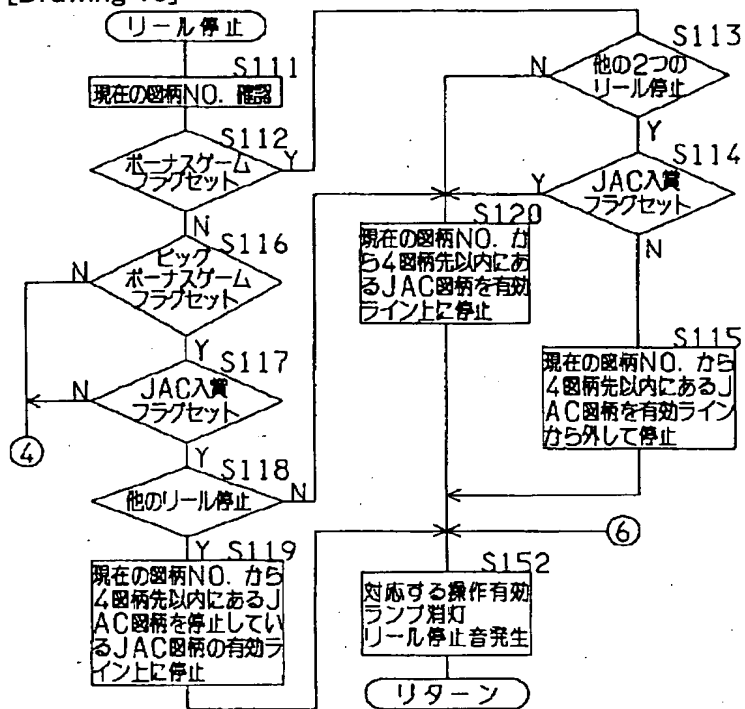 リール停止
S111
現在の図柄NO. 確認
S112
ボーナスゲーム
フラグセット
Y
N
S116
ビッグ
ボーナスゲーム
フラグセット
N
Y
S117
JAC入賞
フラグセット
N
④
Y
S118
他のリール停止
N
Y
S119
現在の図柄NO. から
4図柄先以内にあるJ
AC図柄を停止してい
るJAC図柄の有効ラ
イン上に停止
S113
他の2つの
リール停止
N
Y
S114
JAC入賞
フラグセット
Y
N
S120
現在の図柄NO. か
ら4図柄先以内にあ
るJAC図柄を有効
ライン上に停止
S115
現在の図柄NO. から
4図柄先以内にあるJ
AC図柄を有効ライン
から外して停止
⑥
S152
対応する操作有効
ランプ消灯
リール停止音発生
リターン